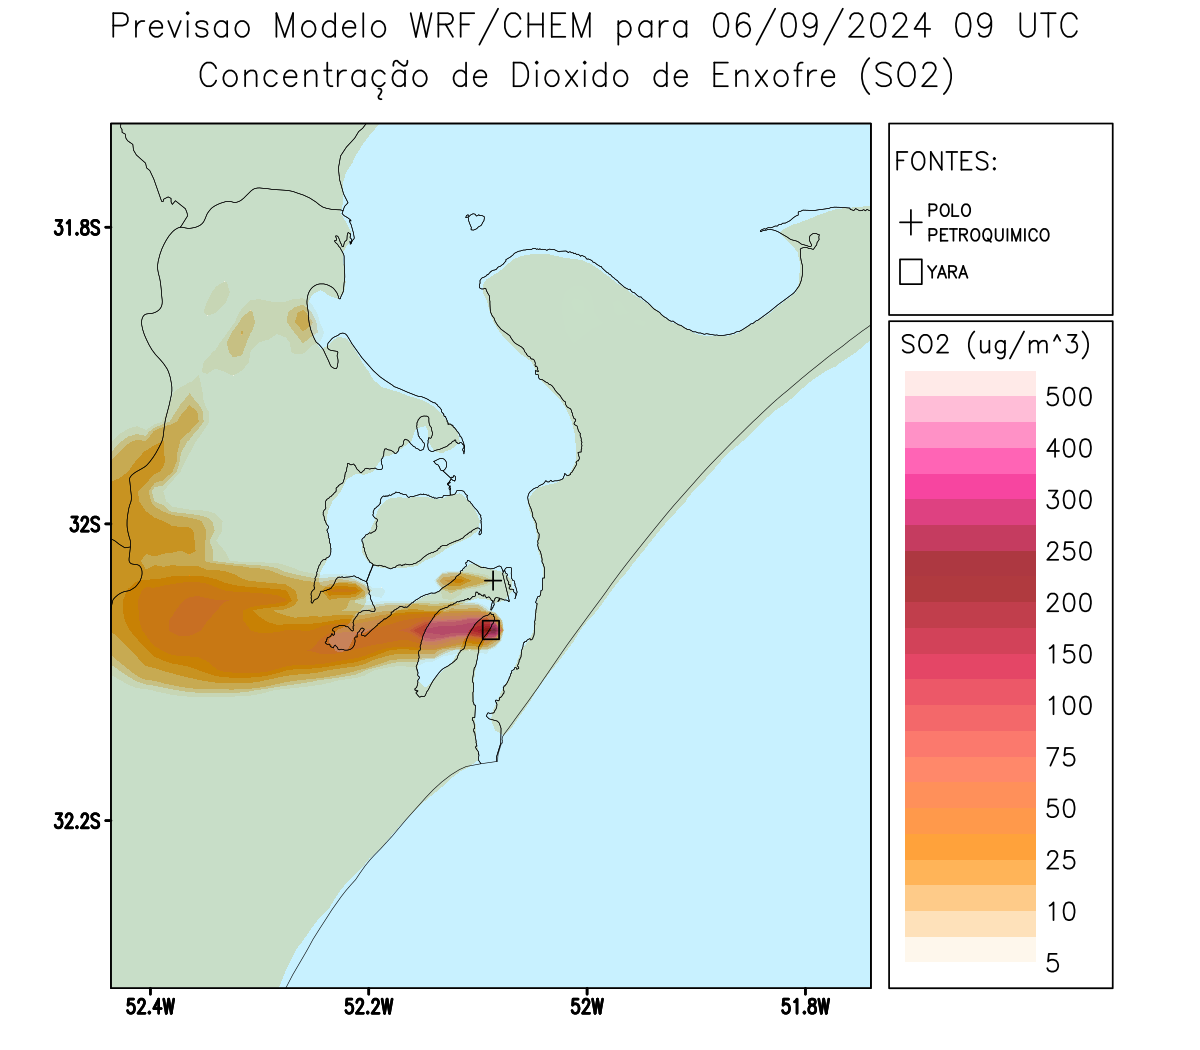 Previsao Modelo WRF/CHEM para 06/09/2024 09 UTC
Concentração de Dioxido de Enxofre (SO2)
FONTES:
POLO
PETROQUIMICO
YARA
SO2 (ug/m^3)
500
400
300
250
200
150
100
75
50
25
10
5
31.8S
32S
32.2S
52.4W
52.2W
52W
51.8W